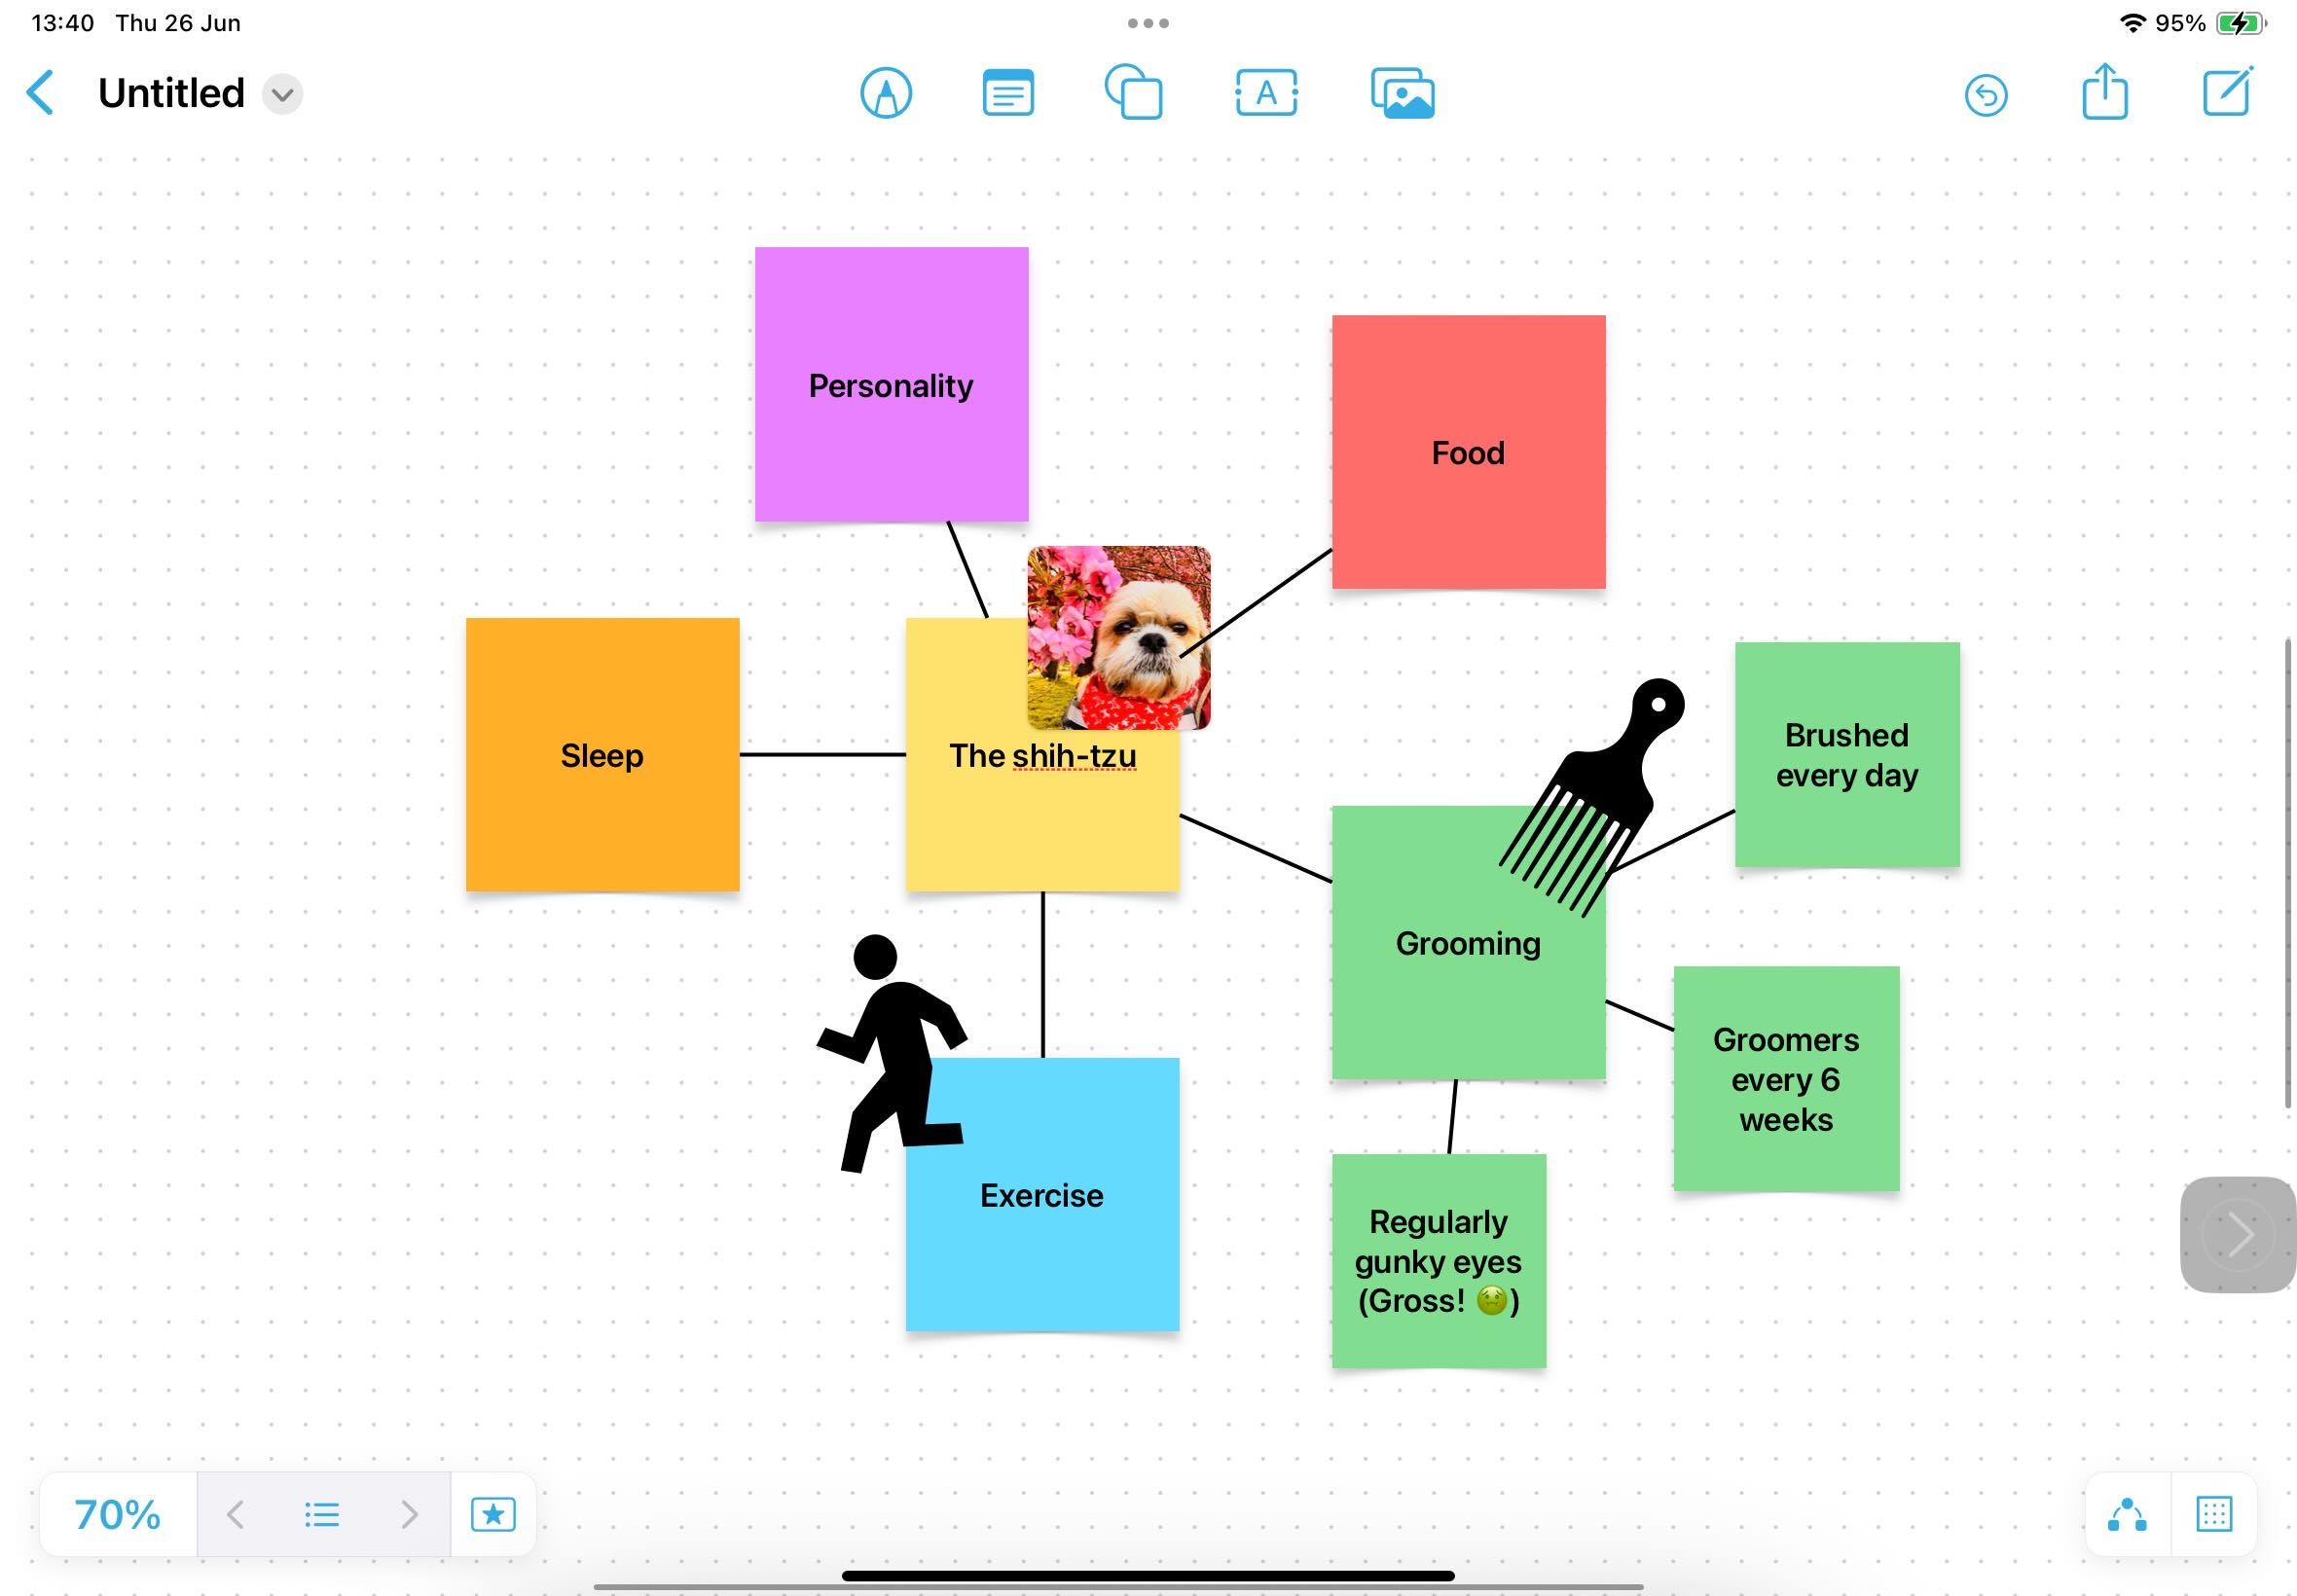 13:40 Thu 26 Jun
95%
Untitled
A
Personality
Food
Sleep
The shih-tzu
Brushed
every day
Grooming
Groomers
every 6
weeks
Exercise
Regularly
gunky eyes
(Gross! 🤢)
70%